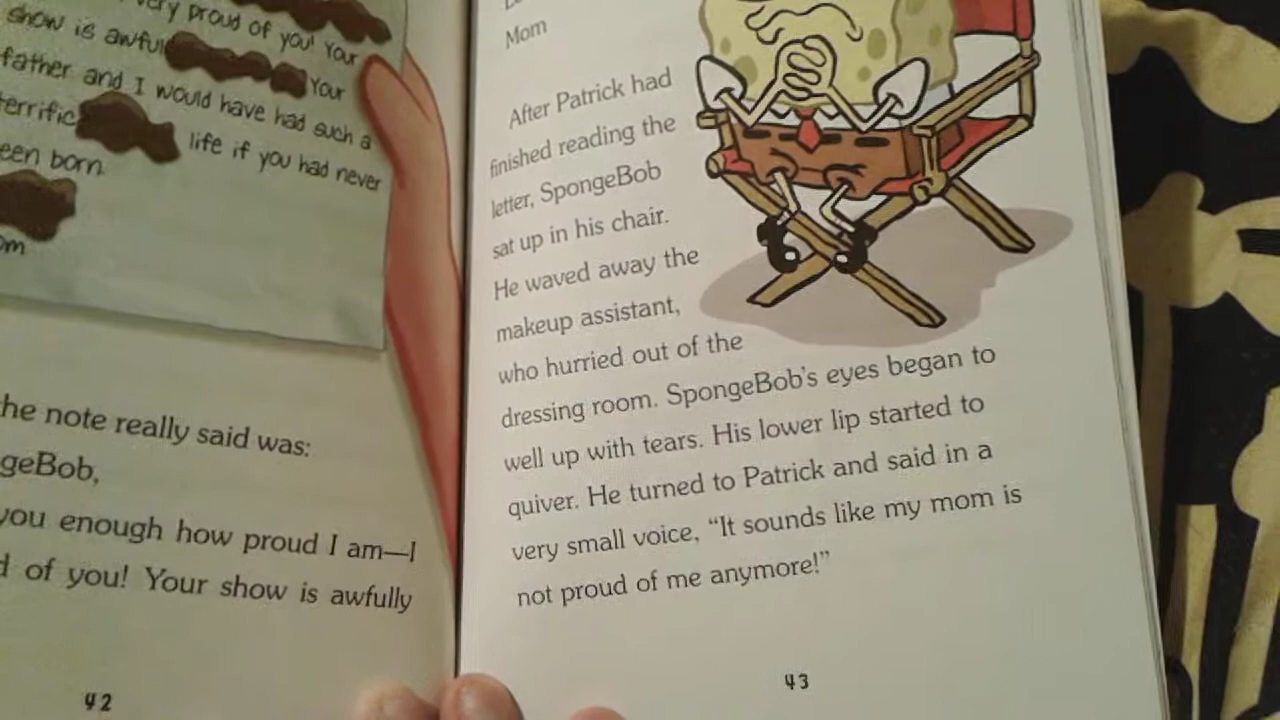 very proud of you! Your
show is awful Your
father and I would have had such a
terrific life if you had never
een born.
om
he note really said was:
geBob,
you enough how proud I am—I
d of you! Your show is awfully
42
Mom
After Patrick had
finished reading the
letter, SpongeBob
sat up in his chair.
He waved away the
makeup assistant,
who hurried out of the
dressing room. SpongeBob's eyes began to
well up with tears. His lower lip started to
quiver. He turned to Patrick and said in a
very small voice, “It sounds like my mom is
not proud of me anymore!”
43